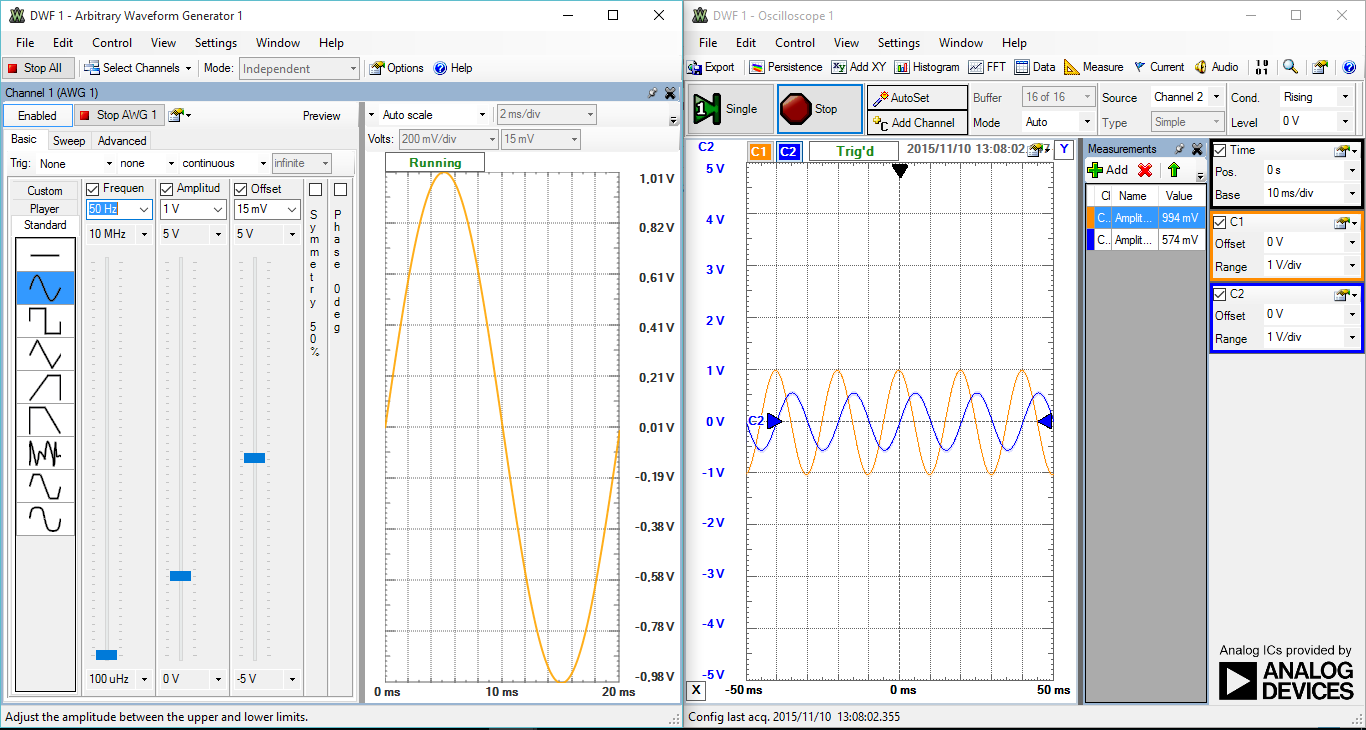 DWF 1 - Arbitrary Waveform Generator 1
File Edit Control View Settings Window Help
Stop All Select Channels Mode: Independent Options Help
Channel 1 (AWG 1)
Enabled Stop AWG 1 Preview
Basic Sweep Advanced
Trig: None none continuous infinite
Custom
Player
Standard
Frequen Amplitud Offset
50 Hz 1 V 15 mV
10 MHz 5 V 5 V
100 uHz 0 V -5 V
Symmetry 50%
Phase 0deg
Auto scale 2 ms/div
Volts: 200 mV/div 15 mV
Running
1,01 V
0,82 V
0,61 V
0,41 V
0,21 V
0,01 V
-0,19 V
-0,38 V
-0,58 V
-0,78 V
-0,98 V
0 ms 10 ms 20 ms
Adjust the amplitude between the upper and lower limits.
DWF 1 - Oscilloscope 1
File Edit Control View Settings Window Help
Export Persistence Add XY Histogram FFT Data Measure Current Audio
1 Single Stop AutoSet Add Channel
Buffer 16 of 16 Source Channel 2 Cond. Rising
Mode Auto Type Simple Level 0 V
C2 C1 C2 Trig'd 2015/11/10 13:08:02 Y
5 V
4 V
3 V
2 V
1 V
0 V
-1 V
-2 V
-3 V
-4 V
-5 V
C2
X -50 ms 0 ms 50 ms
Measurements
Add
Name Value
C.. Amplit... 994 mV
C.. Amplit... 574 mV
Time
Pos. 0 s
Base 10 ms/div
C1
Offset 0 V
Range 1 V/div
C2
Offset 0 V
Range 1 V/div
Analog ICs provided by
ANALOG
DEVICES
Config last acq. 2015/11/10 13:08:02.355